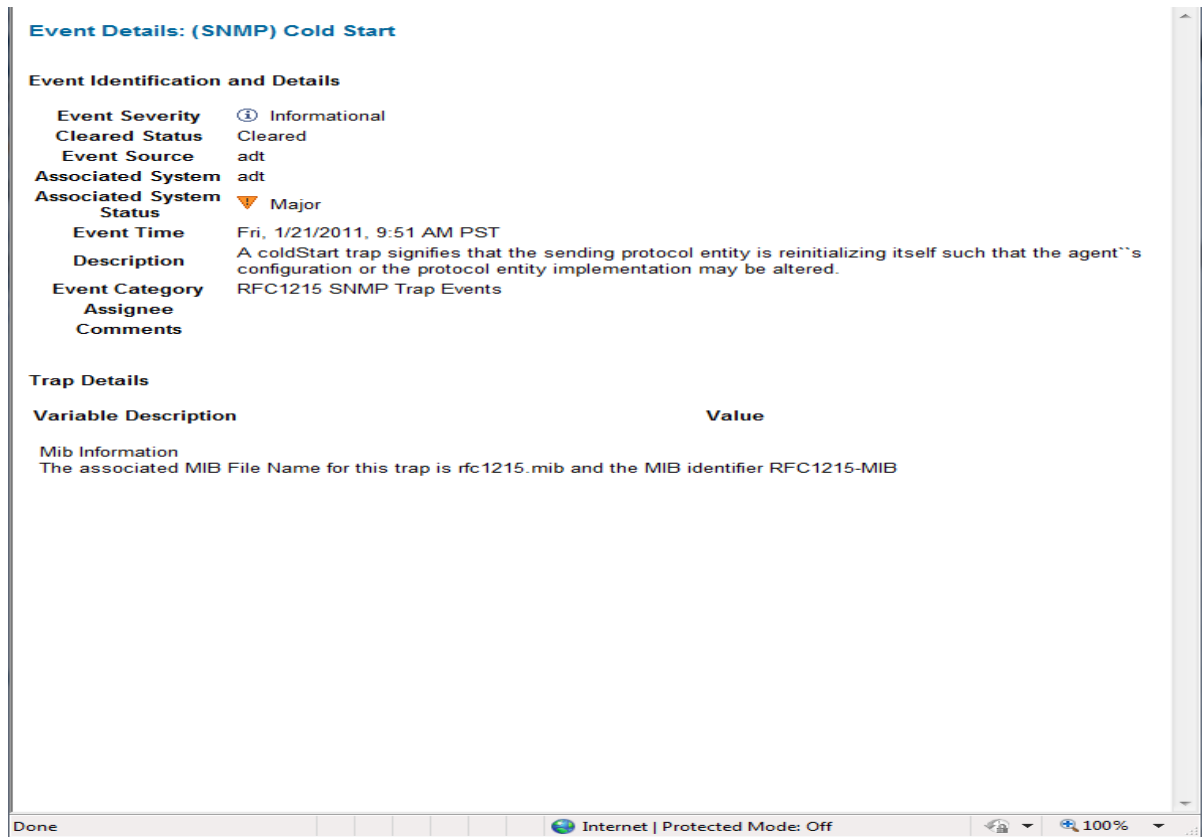 Event Details: (SNMP) Cold Start
Event Identification and Details
Event Severity Informational
Cleared Status Cleared
Event Source adt
Associated System adt
Associated System
Status Major
Event Time Fri, 1/21/2011, 9:51 AM PST
Description A coldStart trap signifies that the sending protocol entity is reinitializing itself such that the agent``s
configuration or the protocol entity implementation may be altered.
Event Category RFC1215 SNMP Trap Events
Assignee
Comments
Trap Details
Variable Description Value
Mib Information
The associated MIB File Name for this trap is rfc1215.mib and the MIB identifier RFC1215-MIB
Done Internet | Protected Mode: Off 100%